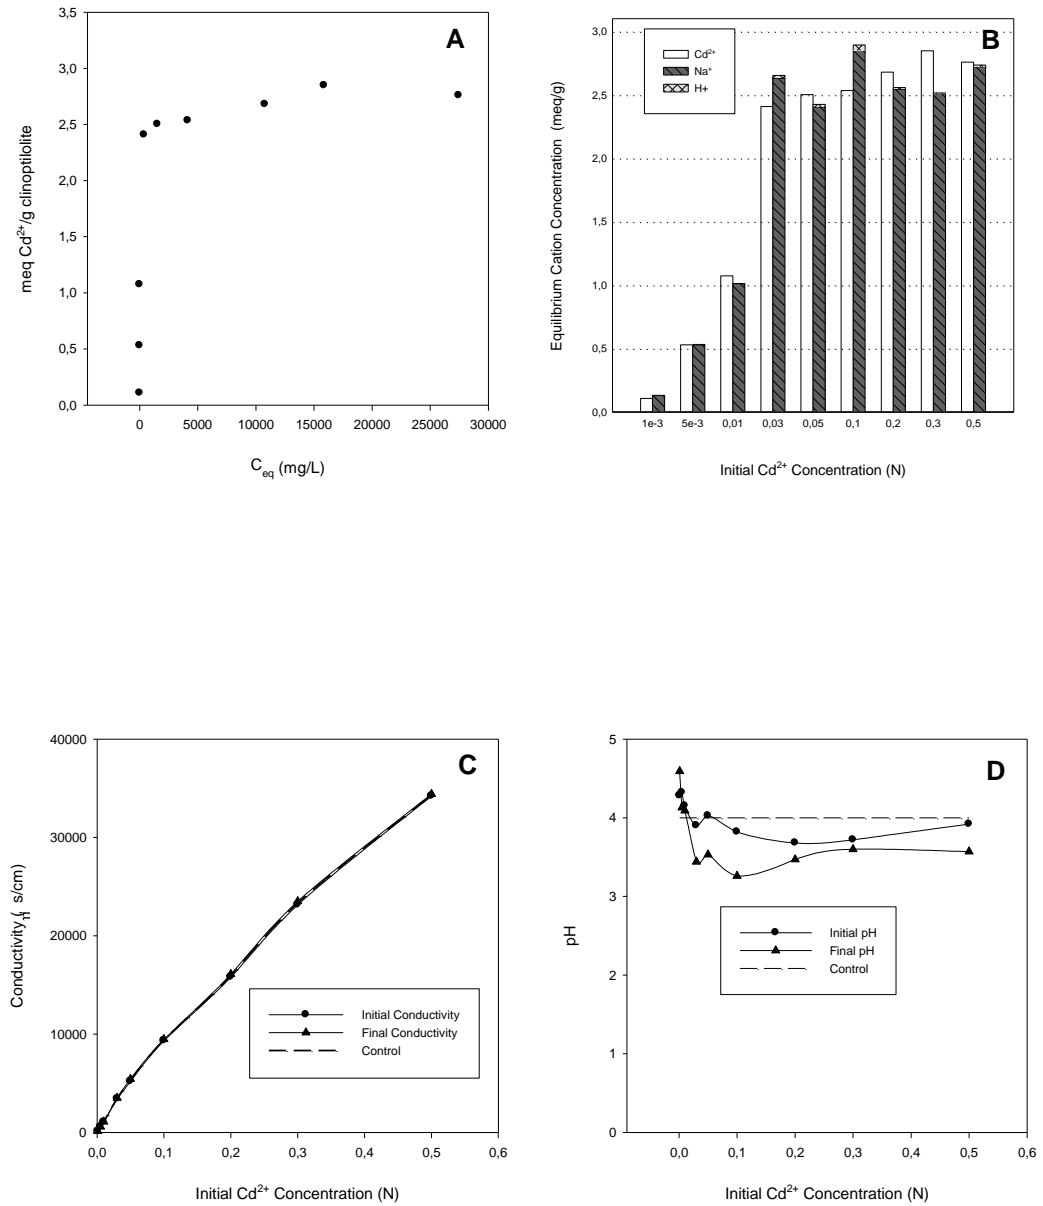 A
3,5
3,0
2,5
2,0
1,5
1,0
0,5
0,0
meq Cd²⁺/g clinoptilolite
0
5000
10000
15000
20000
25000
30000
C_eq (mg/L)
B
Cd²⁺
Na⁺
H+
3,0
2,5
2,0
1,5
1,0
0,5
0,0
Equilibrium Cation Concentration (meq/g)
1e-3
5e-3
0,01
0,03
0,05
0,1
0,2
0,3
0,5
Initial Cd²⁺ Concentration (N)
C
40000
30000
20000
10000
0
s/cm)
Conductivity (
Initial Conductivity
Final Conductivity
Control
0,0
0,1
0,2
0,3
0,4
0,5
0,6
Initial Cd²⁺ Concentration (N)
D
5
4
3
2
1
0
pH
Initial pH
Final pH
Control
0,0
0,1
0,2
0,3
0,4
0,5
0,6
Initial Cd²⁺ Concentration (N)